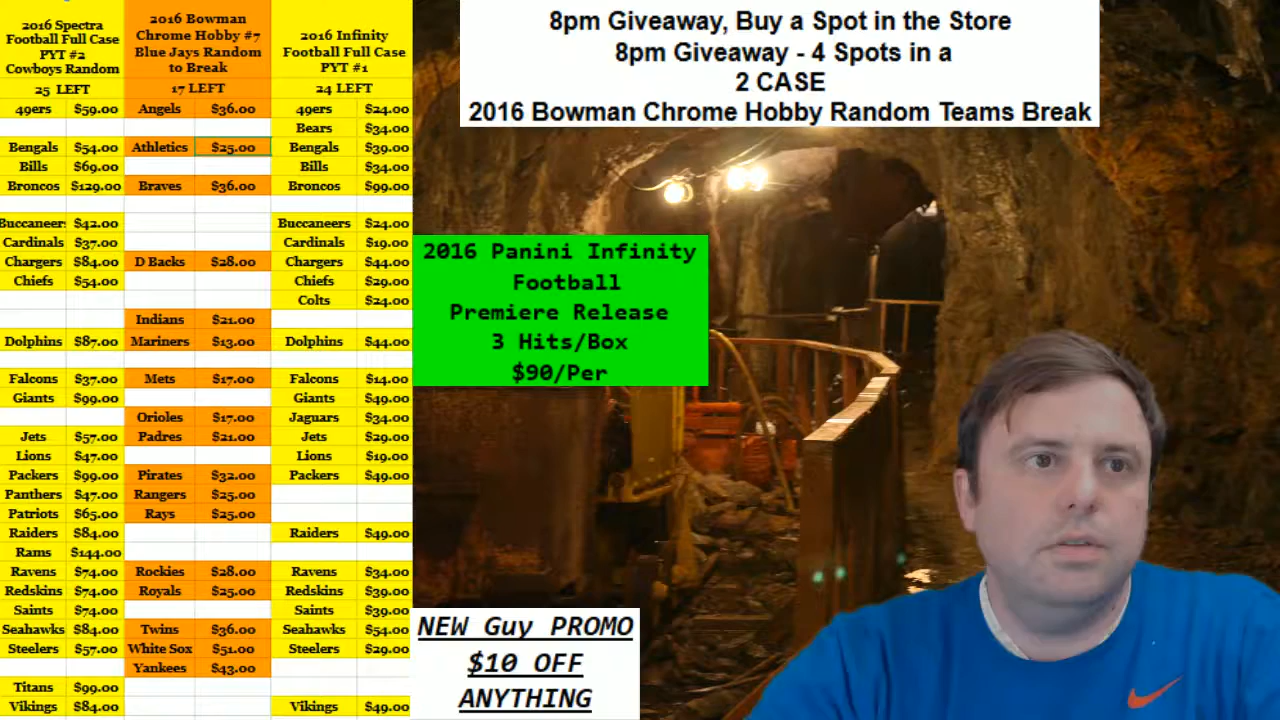 2016 Spectra
Football Full Case
PYT #2
Cowboys Random
25 LEFT
49ers $59.00
Bengals $54.00
Bills $69.00
Broncos $129.00
Buccaneers $42.00
Cardinals $37.00
Chargers $84.00
Chiefs $54.00
Dolphins $87.00
Falcons $37.00
Giants $99.00
Jets $57.00
Lions $47.00
Packers $99.00
Panthers $47.00
Patriots $65.00
Raiders $84.00
Rams $144.00
Ravens $74.00
Redskins $74.00
Saints $74.00
Seahawks $84.00
Steelers $57.00
Titans $99.00
Vikings $84.00
2016 Bowman
Chrome Hobby #7
Blue Jays Random
to Break
17 LEFT
Angels $36.00
Athletics $25.00
Braves $36.00
D Backs $28.00
Indians $21.00
Mariners $13.00
Mets $17.00
Orioles $17.00
Padres $21.00
Pirates $32.00
Rangers $25.00
Rays $25.00
Rockies $28.00
Royals $25.00
Twins $36.00
White Sox $51.00
Yankees $43.00
2016 Infinity
Football Full Case
PYT #1
24 LEFT
49ers $24.00
Bears $34.00
Bengals $39.00
Bills $34.00
Broncos $99.00
Buccaneers $24.00
Cardinals $19.00
Chargers $44.00
Chiefs $29.00
Colts $24.00
Dolphins $44.00
Falcons $14.00
Giants $49.00
Jaguars $34.00
Jets $29.00
Lions $19.00
Packers $49.00
Raiders $49.00
Ravens $34.00
Redskins $39.00
Saints $39.00
Seahawks $54.00
Steelers $29.00
Vikings $49.00
8pm Giveaway, Buy a Spot in the Store
8pm Giveaway - 4 Spots in a
2 CASE
2016 Bowman Chrome Hobby Random Teams Break
2016 Panini Infinity
Football
Premiere Release
3 Hits/Box
$90/Per
NEW Guy PROMO
$10 OFF
ANYTHING